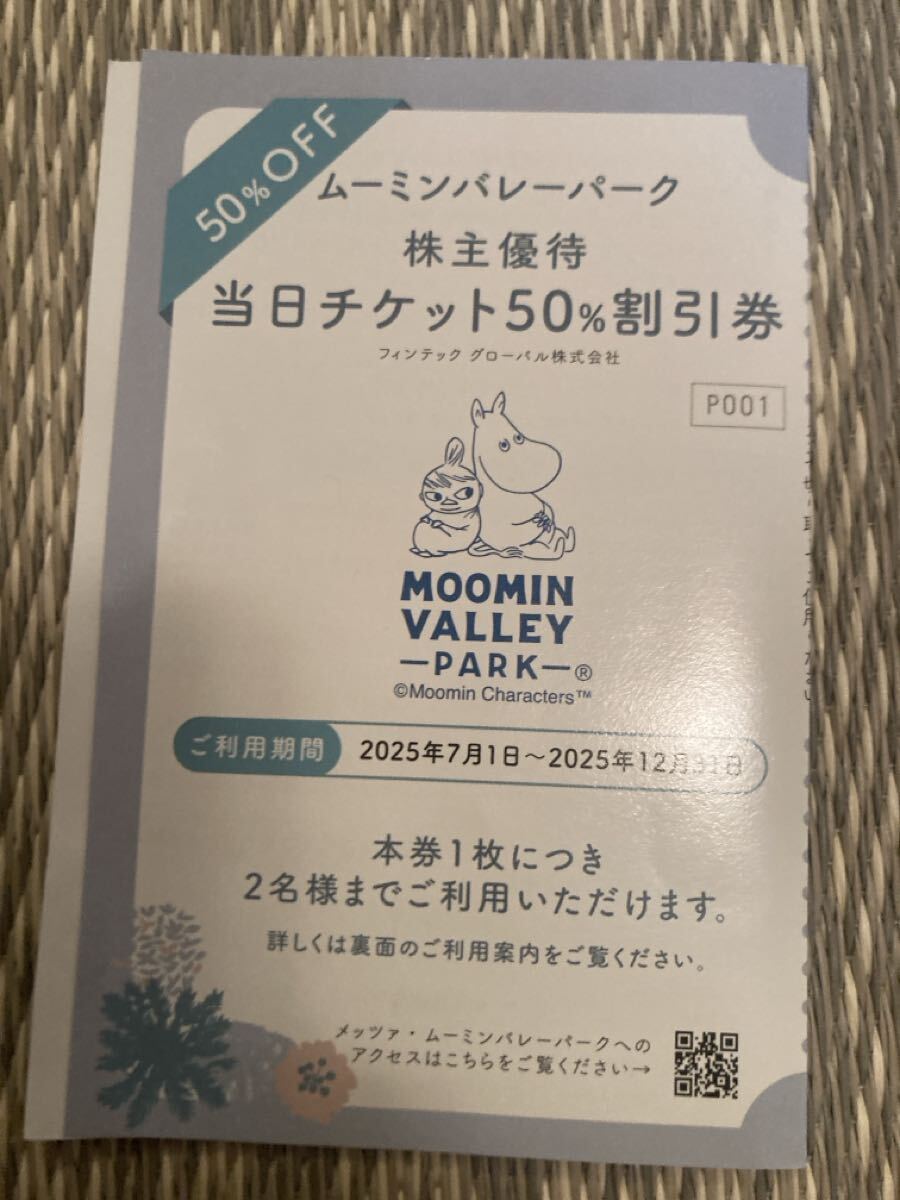 50%OFF
ムーミンバレーパーク
株主優待
当日チケット50%割引券
フィンテック グローバル株式会社
P001
MOOMIN
VALLEY
PARK®
©Moomin Characters™
ご利用期間 2025年7月1日～2025年12月31日
本券1枚につき
2名様までご利用いただけます。
詳しくは裏面のご利用案内をご覧ください。
メッツァ・ムーミンバレーパークへの
アクセスはこちらをご覧ください→